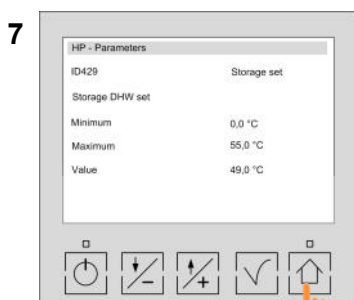 7
HP - Parameters
ID429 Storage set
Storage DHW set
Minimum 0,0 °C
Maximum 55,0 °C
Value 49,0 °C